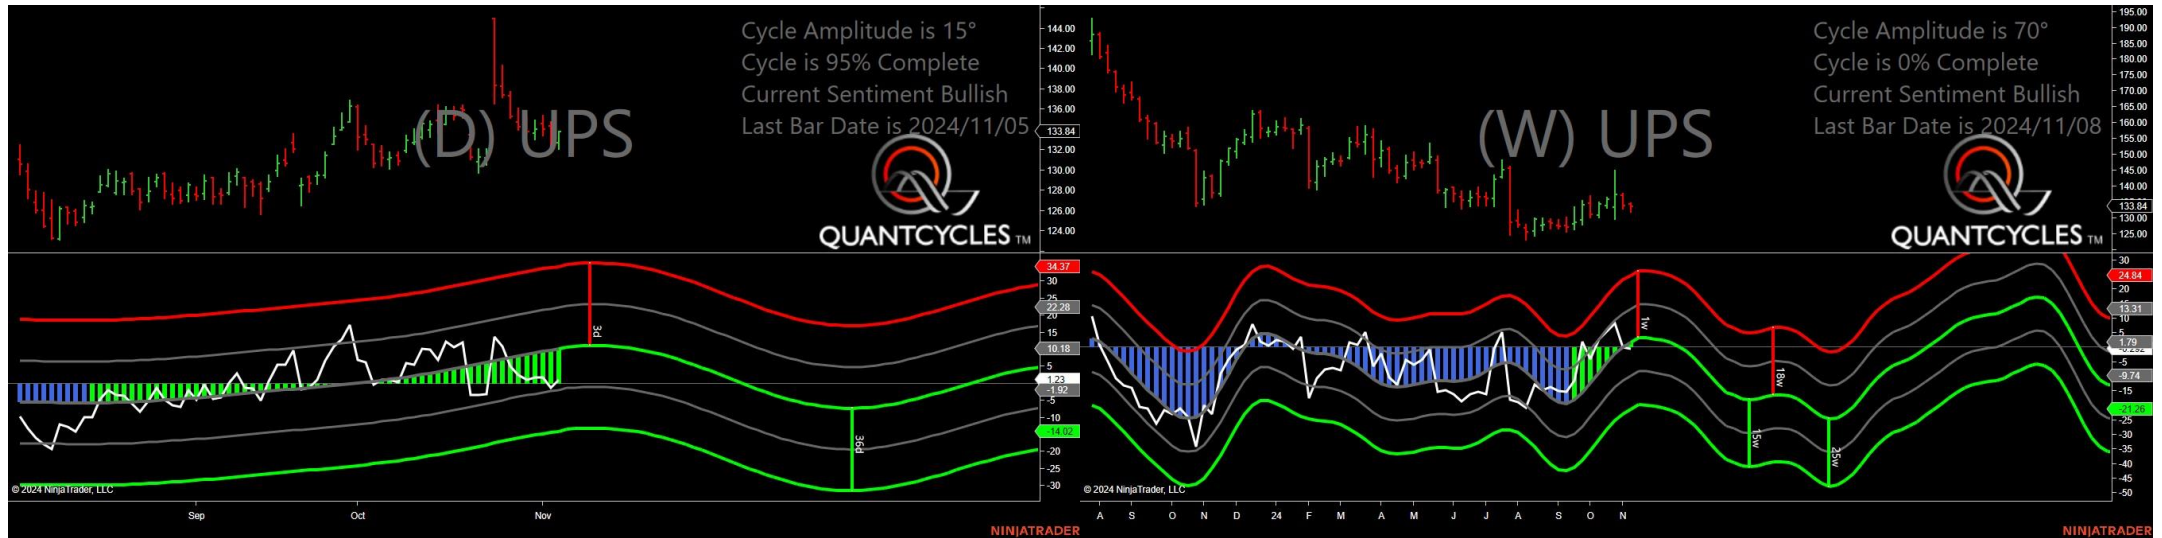 Cycle Amplitude is 15°
Cycle is 95% Complete
Current Sentiment Bullish
Last Bar Date is 2024/11/05
(D) UPS
QUANTCYCLES TM
144.00
142.00
140.00
138.00
136.00
133.84
132.00
130.00
128.00
126.00
124.00
34.37
30
25
22.28
20
15
10.18
5
1.23
-1.92
-5
-10
-14.02
-20
-25
-30
3d
36d
© 2024 NinjaTrader, LLC
Sep
Oct
Nov
NINJATRADER
Cycle Amplitude is 70°
Cycle is 0% Complete
Current Sentiment Bullish
Last Bar Date is 2024/11/08
(W) UPS
QUANTCYCLES TM
195.00
190.00
185.00
180.00
175.00
170.00
165.00
160.00
155.00
150.00
145.00
140.00
133.84
130.00
125.00
30
24.84
20
13.31
10
5
1.79
-5
-9.74
-15
-21.26
-25
-30
-35
-40
-45
-50
1w
18w
15w
25w
© 2024 NinjaTrader, LLC
A S O N D 24 F M A M J J A S O N
NINJATRADER